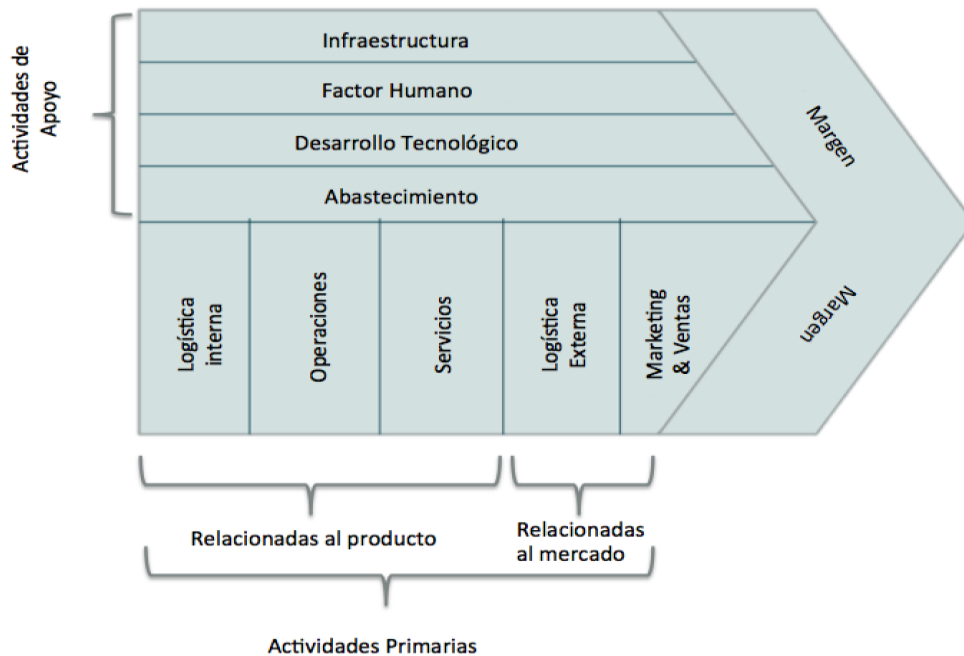 Actividades de
Apoyo
Infraestructura
Factor Humano
Desarrollo Tecnológico
Abastecimiento
Margen
Margen
Logística
interna
Operaciones
Servicios
Logística
Externa
Marketing
& Ventas
Relacionadas al producto
Relacionadas
al mercado
Actividades Primarias